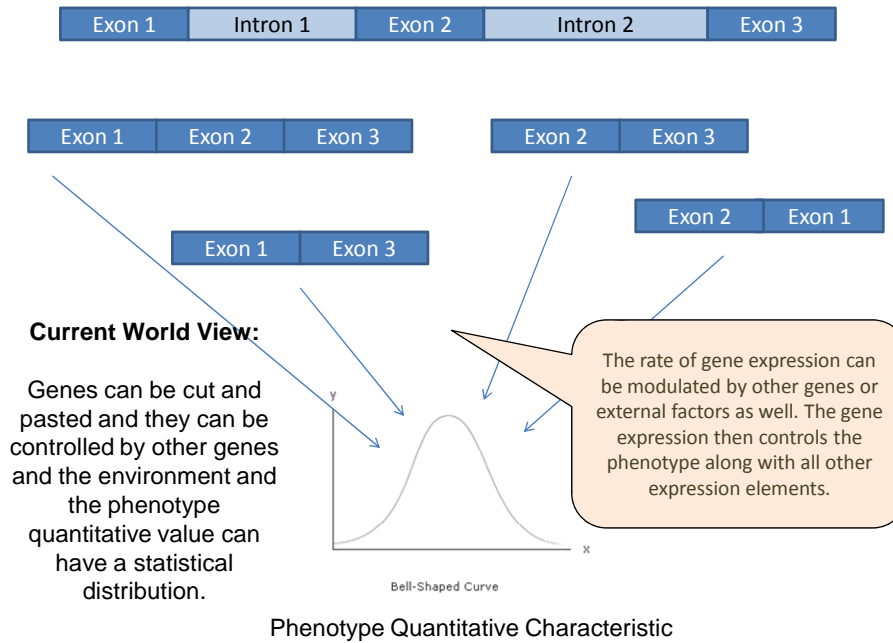 Exon 1 Intron 1 Exon 2 Intron 2 Exon 3
Exon 1 Exon 2 Exon 3
Exon 2 Exon 3
Exon 2 Exon 1
Exon 1 Exon 3
Current World View:
Genes can be cut and
pasted and they can be
controlled by other genes
and the environment and
the phenotype
quantitative value can
have a statistical
distribution.
The rate of gene expression can
be modulated by other genes or
external factors as well. The gene
expression then controls the
phenotype along with all other
expression elements.
y
x
Bell-Shaped Curve
Phenotype Quantitative Characteristic